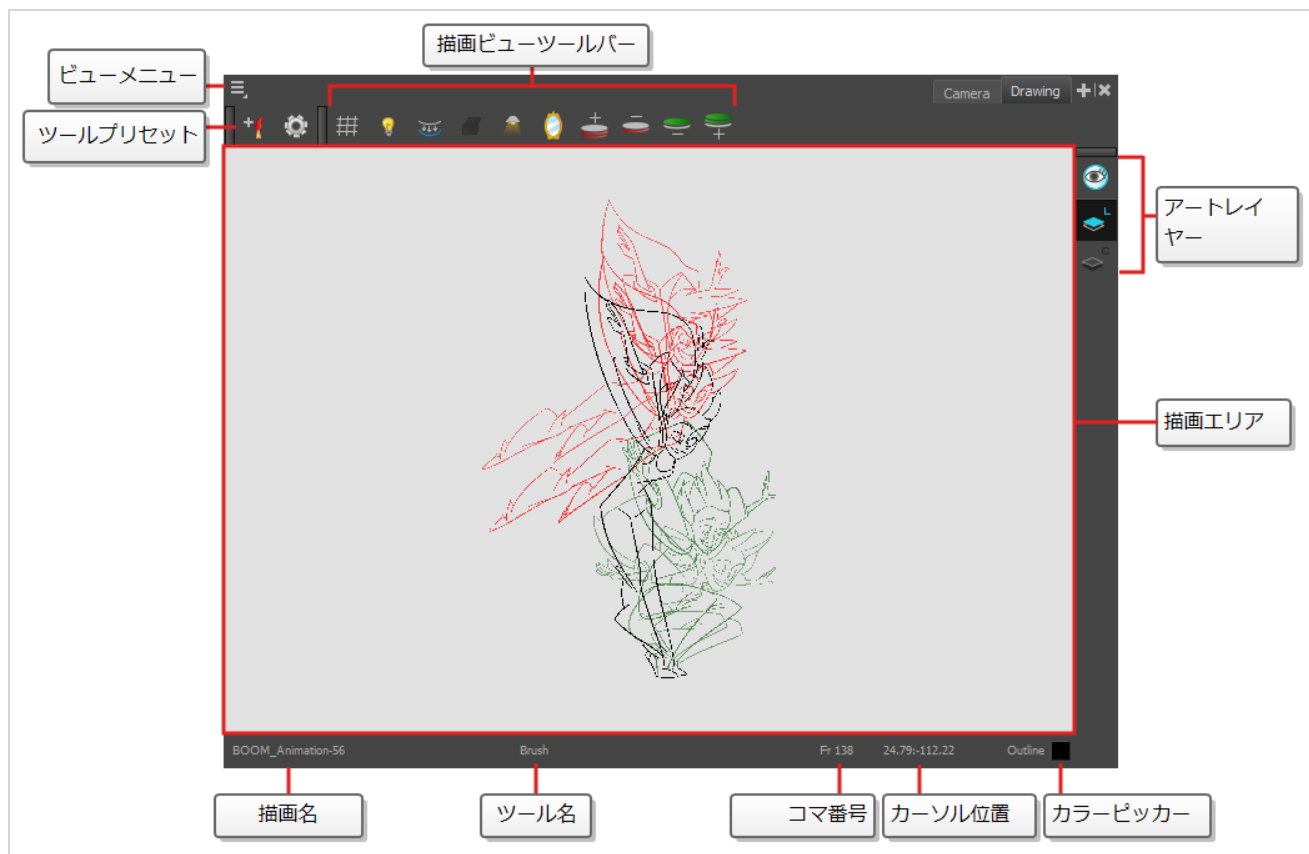 描画ビューツールバー
ビューメニュー
Camera
Drawing
ツールプリセット
L
アートレイ
ヤー
C
描画エリア
BOOM_Animation-56
Brush
Fr 138
24.79:-112.22
Outline
描画名
ツール名
コマ番号
カーソル位置
カラーピッカー